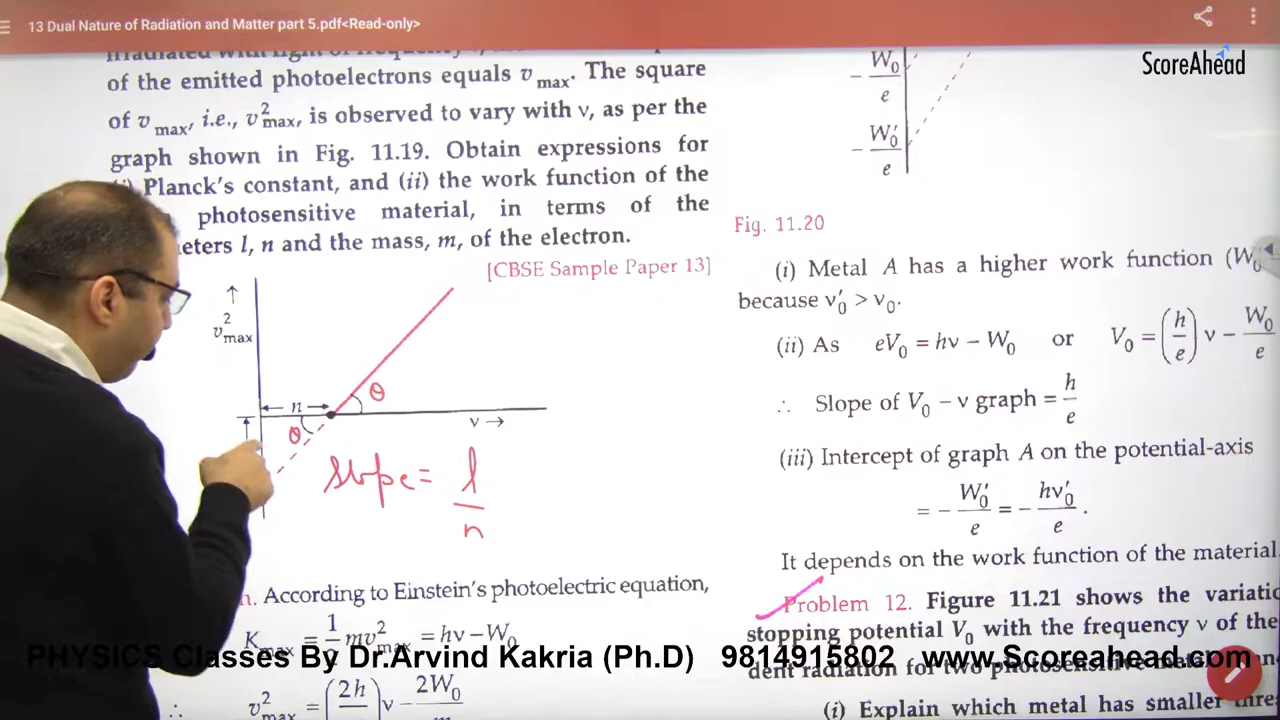 13 Dual Nature of Radiation and Matter part 5.pdf<Read-only>
ScoreAhead
of the emitted photoelectrons equals v max. The square
of v max, i.e., v²max, is observed to vary with ν, as per the
graph shown in Fig. 11.19. Obtain expressions for
Planck's constant, and (ii) the work function of the
photosensitive material, in terms of the
l, n and the mass, m, of the electron.
[CBSE Sample Paper 13]
↑
v²max
n
θ
θ
ν →
slope = l/n
According to Einstein's photoelectric equation,
Kmax = 1/2 mv²max = hν − W0
∴ v²max = (2h/ )ν − 2W0/m
− W0/e
− W0′/e
Fig. 11.20
(i) Metal A has a higher work function (W0
because ν0′ > ν0.
(ii) As eV0 = hν − W0 or V0 = (h/e) ν − W0/e
∴ Slope of V0 − ν graph = h/e
(iii) Intercept of graph A on the potential-axis
= − W0′/e = − hν0′/e .
It depends on the work function of the material.
Problem 12. Figure 11.21 shows the
stopping potential V0 with the frequency ν of the
dent radiation for two photosensitive
(i) Explain which metal has smaller
PHYSICS Classes By Dr.Arvind Kakria (Ph.D) 9814915802 www.Scoreahead.com